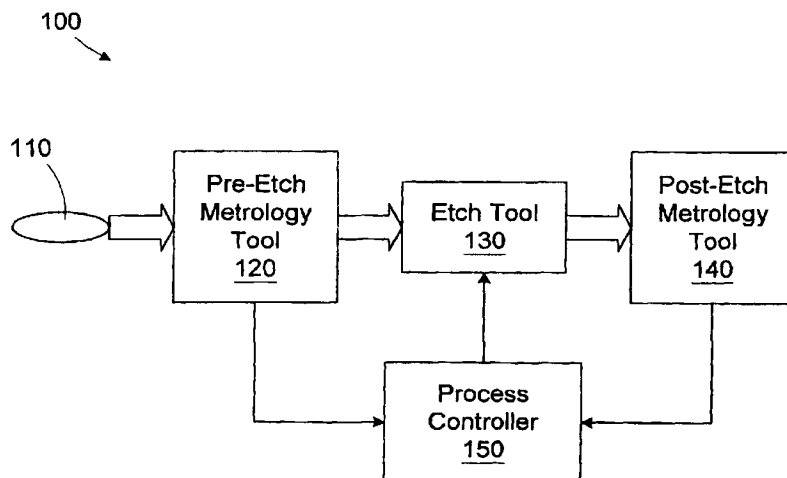 100
110
Pre-Etch
Metrology
Tool
120
Etch Tool
130
Post-Etch
Metrology
Tool
140
Process
Controller
150